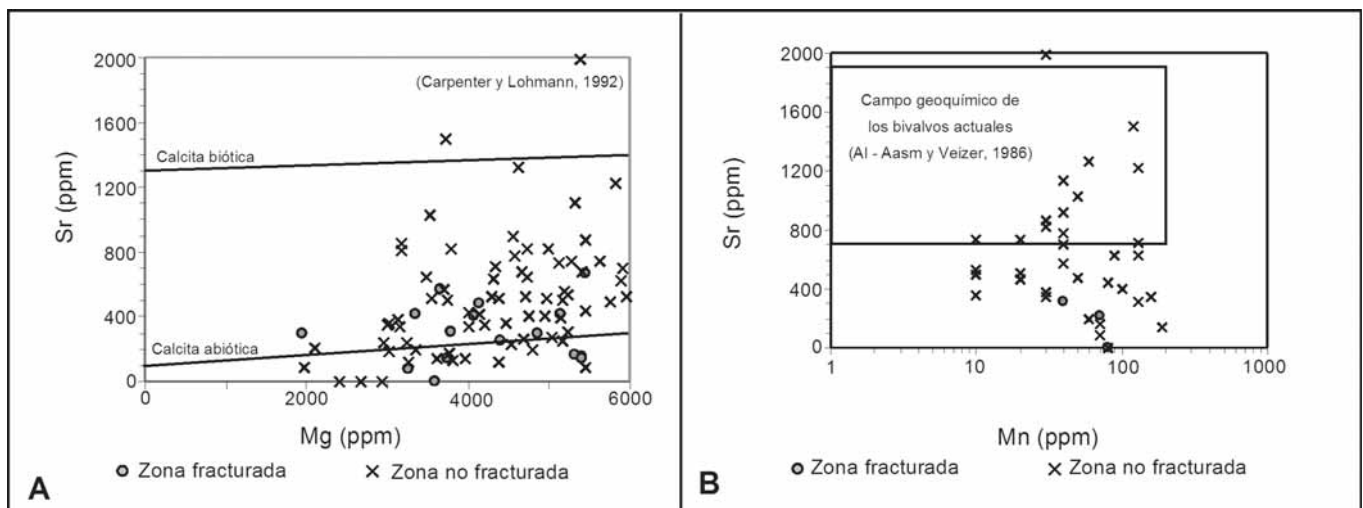 2000
1600
1200
800
400
0
Sr (ppm)
(Carpenter y Lohmann, 1992)
Calcita biótica
Calcita abiótica
0 2000 4000 6000
Mg (ppm)
Zona fracturada
Zona no fracturada
A
2000
1600
1200
800
400
0
Sr (ppm)
Campo geoquímico de
los bivalvos actuales
(Al - Aasm y Veizer, 1986)
1 10 100 1000
Mn (ppm)
Zona fracturada
Zona no fracturada
B